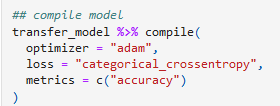 ## compile model
transfer_model %>% compile(
  optimizer = "adam",
  loss = "categorical_crossentropy",
  metrics = c("accuracy")
)